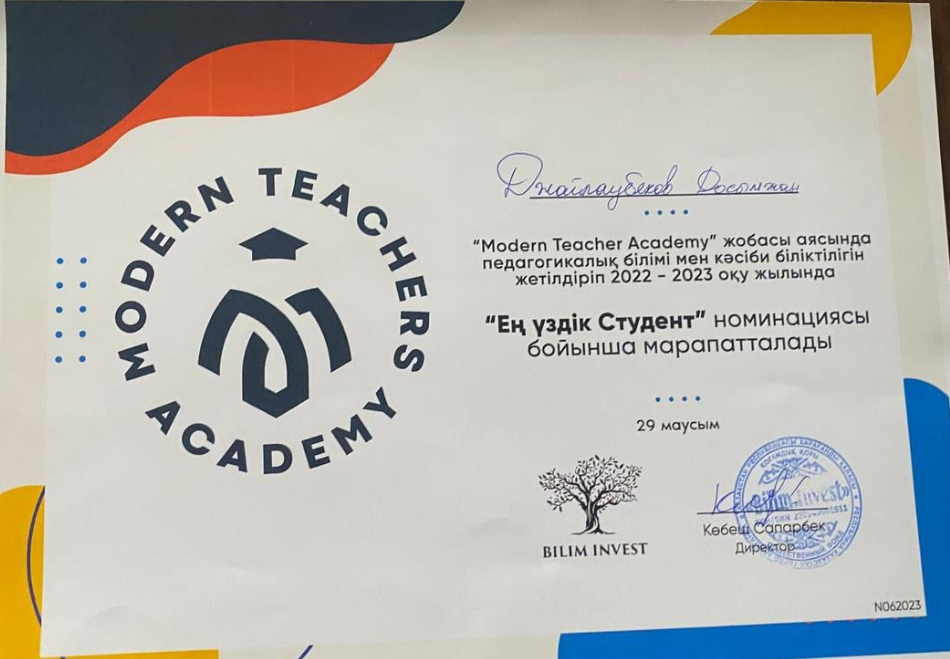 MODERN TEACHERS
ACADEMY
Джайлаубеков Досымжан
“Modern Teacher Academy” жобасы аясында
педагогикалық білімі мен кәсіби біліктілігін
жетілдіріп 2022 - 2023 оқу жылында
“Ең үздік Студент” номинациясы
бойынша марапатталады
29 маусым
BILIM INVEST
Көбеш Сапарбек
Директор
N062023